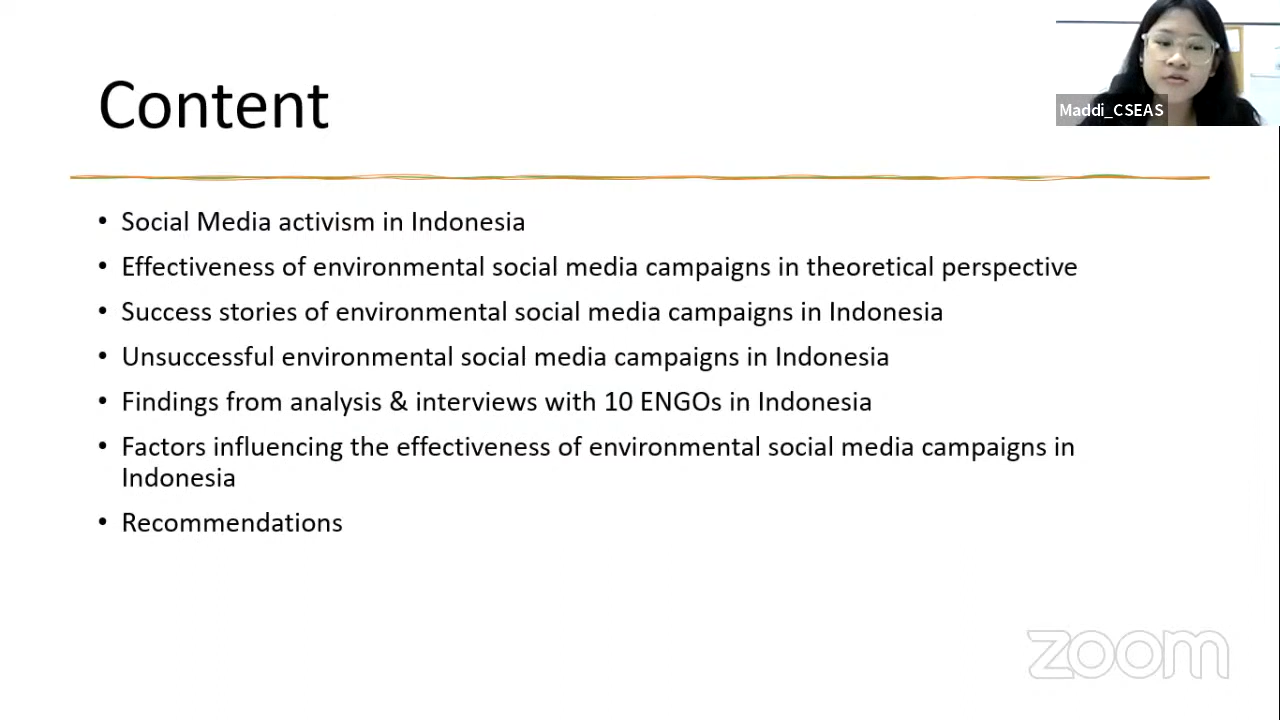 Content
Maddi_CSEAS
• Social Media activism in Indonesia
• Effectiveness of environmental social media campaigns in theoretical perspective
• Success stories of environmental social media campaigns in Indonesia
• Unsuccessful environmental social media campaigns in Indonesia
• Findings from analysis & interviews with 10 ENGOs in Indonesia
• Factors influencing the effectiveness of environmental social media campaigns in
Indonesia
• Recommendations
zoom